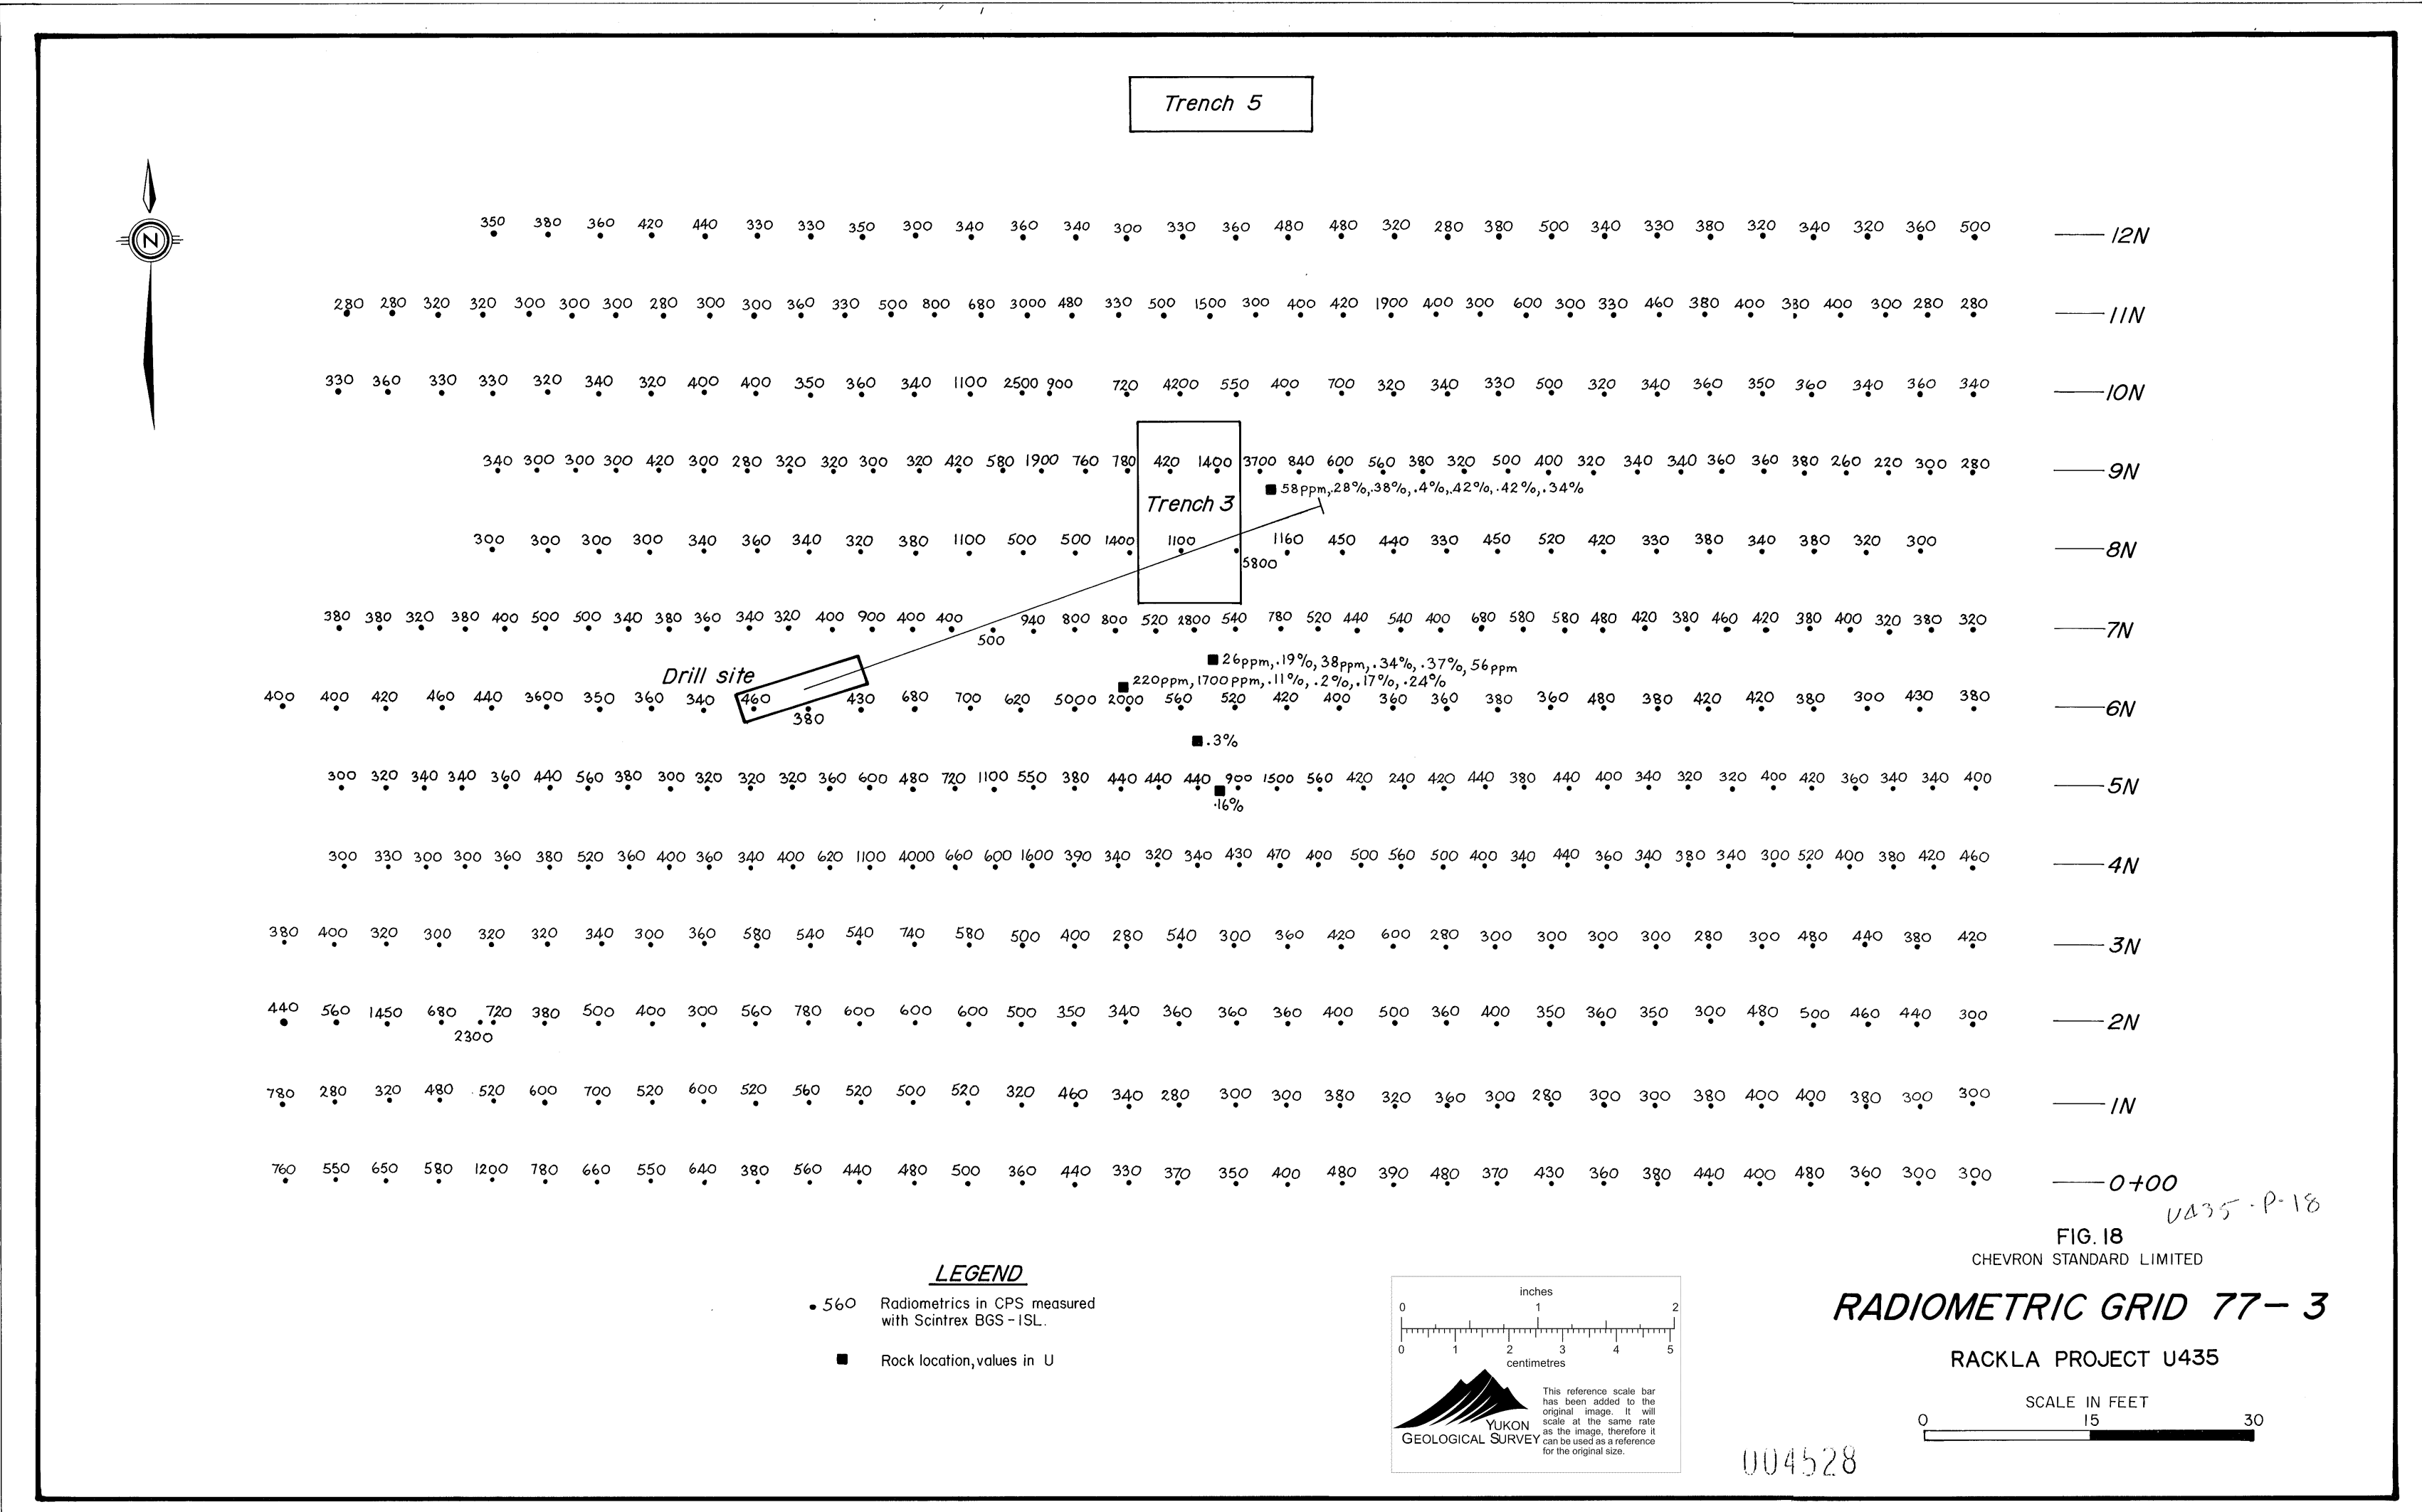 Trench 5
N
350 380 360 420 440 330 330 350 300 340 360 340 300 330 360 480 480 320 280 380 500 340 330 380 320 340 320 360 500 12N
280 280 320 320 300 300 300 280 300 300 360 330 500 800 680 3000 480 330 500 1500 300 400 420 1900 400 300 600 300 330 460 380 400 330 400 300 280 280 11N
330 360 330 330 320 340 320 400 400 350 360 340 1100 2500 900 720 4200 550 400 700 320 340 330 500 320 340 360 350 360 340 360 340 10N
340 300 300 300 420 300 280 320 320 300 320 420 580 1900 760 780 420 1400 3700 840 600 560 380 320 500 400 320 340 340 360 360 380 260 220 300 280 9N
58ppm, .28%, .38%, .4%, .42%, .42%, .34%
Trench 3
300 300 300 300 340 360 340 320 380 1100 500 500 1400 1100 1160 450 440 330 450 520 420 330 380 340 380 320 300 8N
5800
380 380 320 380 400 500 500 340 380 360 340 320 400 900 400 400 940 800 800 520 2800 540 780 520 440 540 400 680 580 580 480 420 380 460 420 380 400 320 380 320 7N
500
26ppm, .19%, 38ppm, .34%, .37%, 56ppm
Drill site
220ppm, 1700ppm, .11%, .2%, .17%, .24%
400 400 420 460 440 3600 350 360 340 460 430 680 700 620 5000 2000 560 520 420 400 360 360 380 360 480 380 420 420 380 300 430 380 6N
380
.3%
300 320 340 340 360 440 560 380 300 320 320 320 360 600 480 720 1100 550 380 440 440 440 900 1500 560 420 240 420 440 380 440 400 340 320 320 400 420 360 340 340 400 5N
.16%
300 330 300 300 360 380 520 360 400 360 340 400 620 1100 4000 660 600 1600 390 340 320 340 430 470 400 500 560 500 400 340 440 360 340 380 340 300 520 400 380 420 460 4N
380 400 320 300 320 320 340 300 360 580 540 540 740 580 500 400 280 540 300 360 420 600 280 300 300 300 300 280 300 480 440 380 420 3N
440 560 1450 680 720 380 500 400 300 560 780 600 600 600 500 350 340 360 360 360 400 500 360 400 350 360 350 300 480 500 460 440 300 2N
2300
780 280 320 480 520 600 700 520 600 520 560 520 500 520 320 460 340 280 300 300 380 320 360 300 280 300 300 380 400 400 380 300 300 1N
760 550 650 580 1200 780 660 550 640 380 560 440 480 500 360 440 330 370 350 400 480 390 480 370 430 360 380 440 400 480 360 300 300 0+00
U435-P-18
FIG. 18
CHEVRON STANDARD LIMITED
RADIOMETRIC GRID 77-3
RACKLA PROJECT U435
SCALE IN FEET
0 15 30
LEGEND
560 Radiometrics in CPS measured
with Scintrex BGS-ISL.
Rock location, values in U
inches
0 1 2
0 1 2 3 4 5
centimetres
YUKON
GEOLOGICAL SURVEY
This reference scale bar
has been added to the
original image. It will
scale at the same rate
as the image, therefore it
can be used as a reference
for the original size.
004528